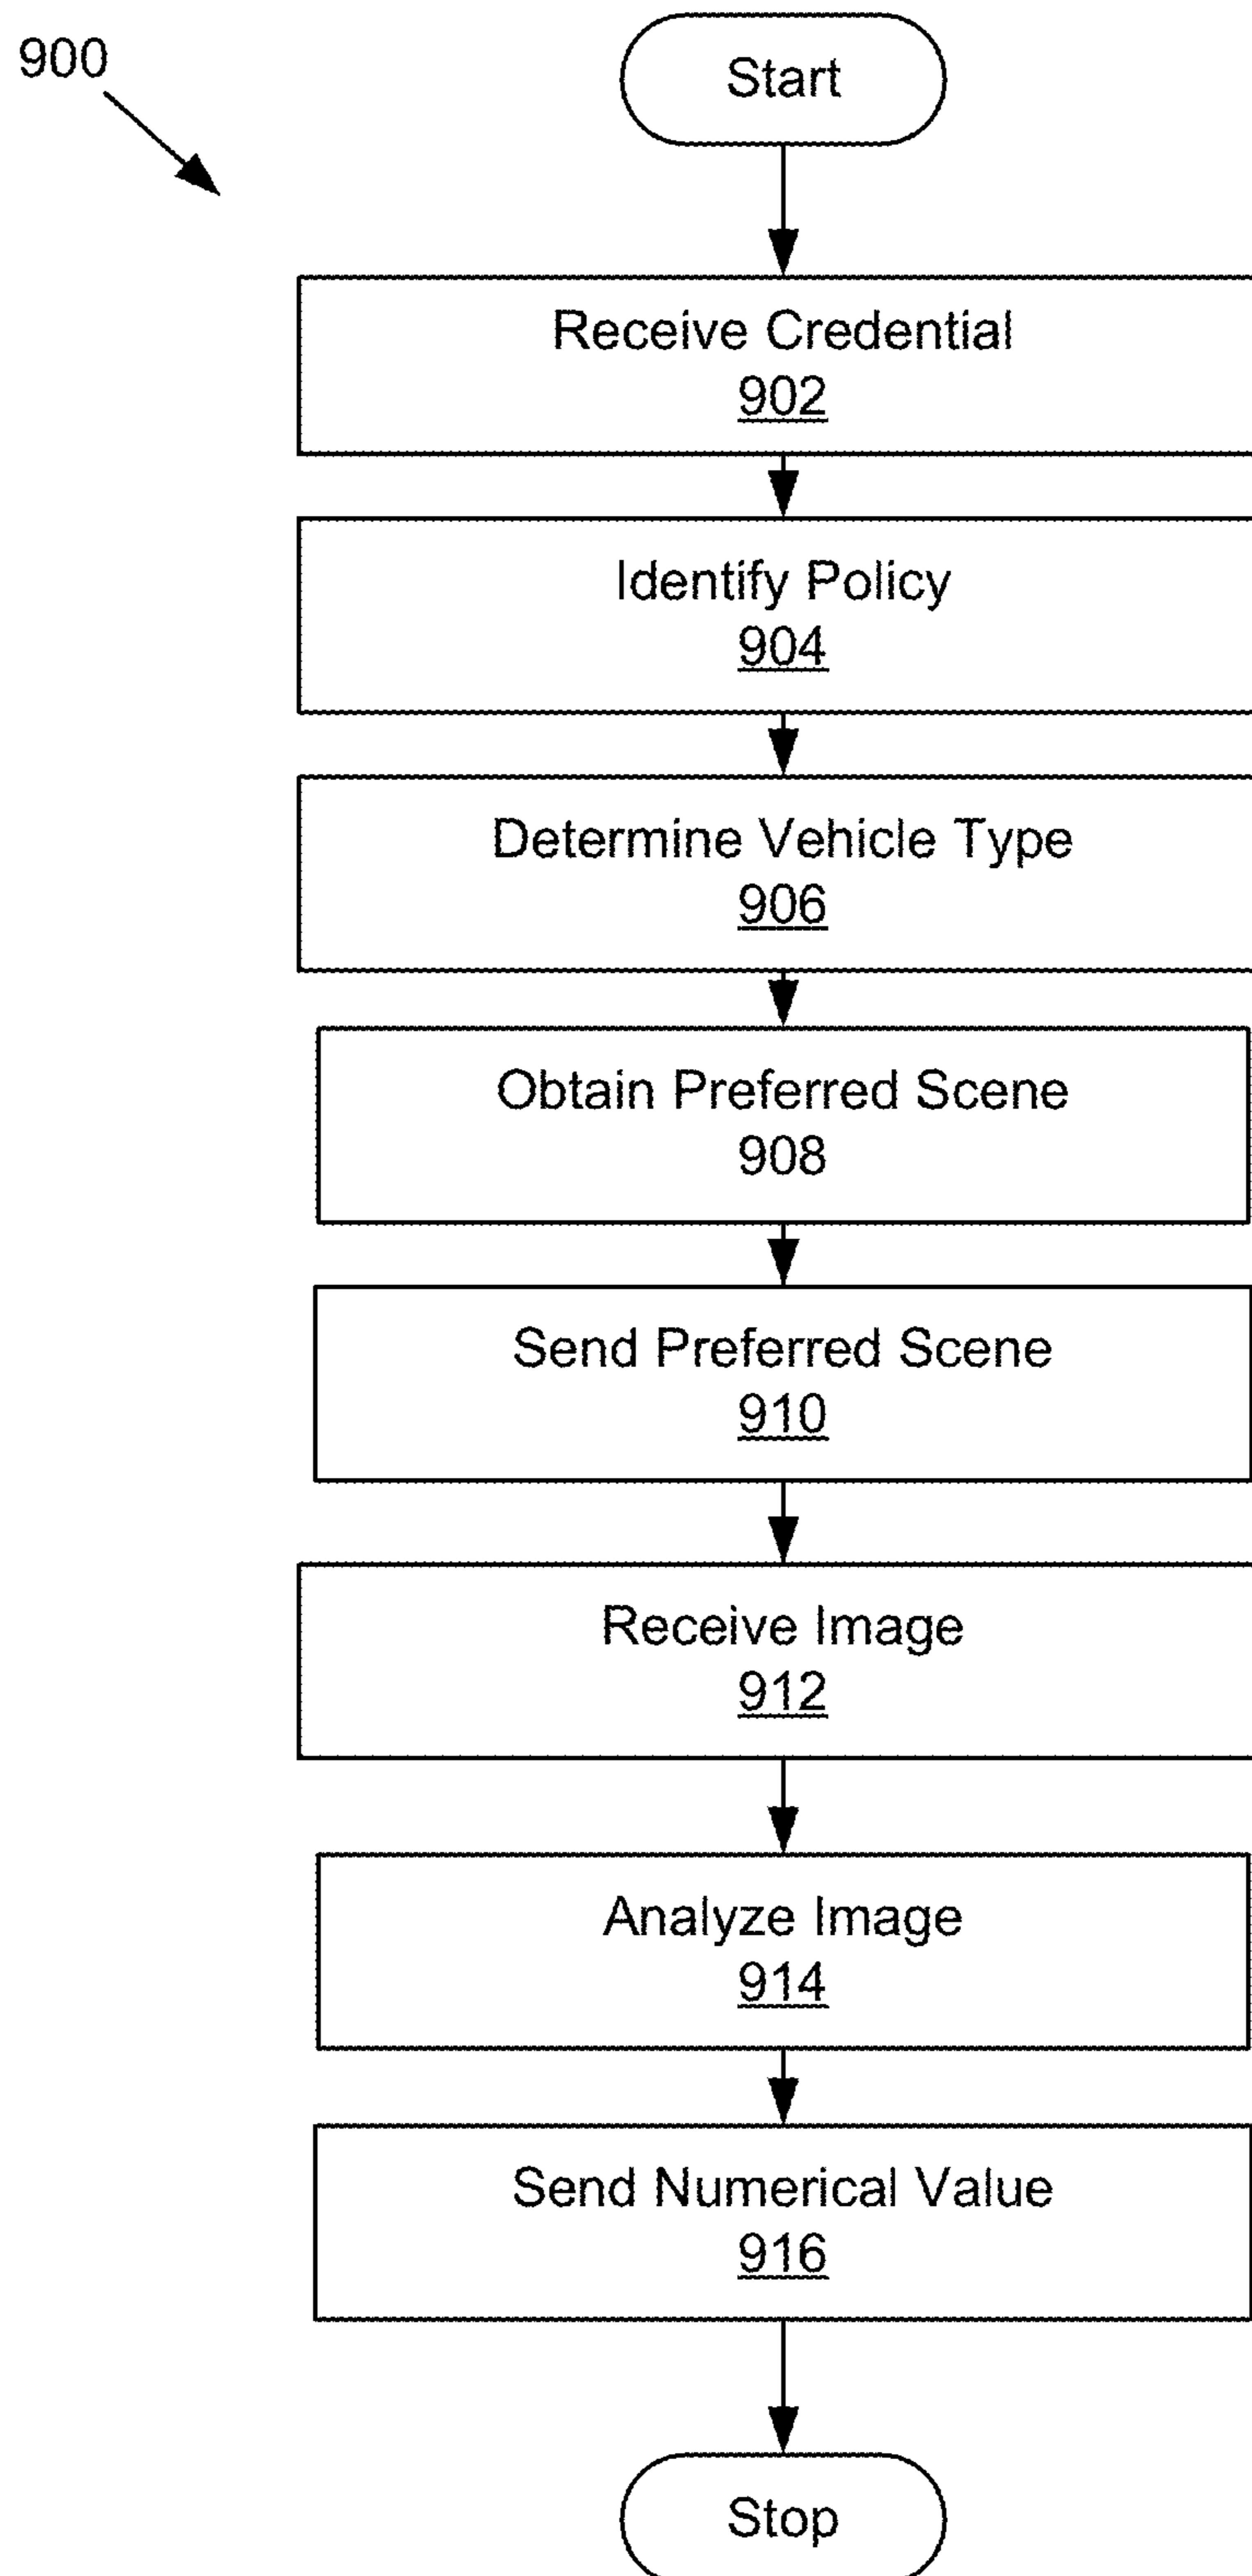 900
Start
Receive Credential
902
Identify Policy
904
Determine Vehicle Type
906
Obtain Preferred Scene
908
Send Preferred Scene
910
Receive Image
912
Analyze Image
914
Send Numerical Value
916
Stop